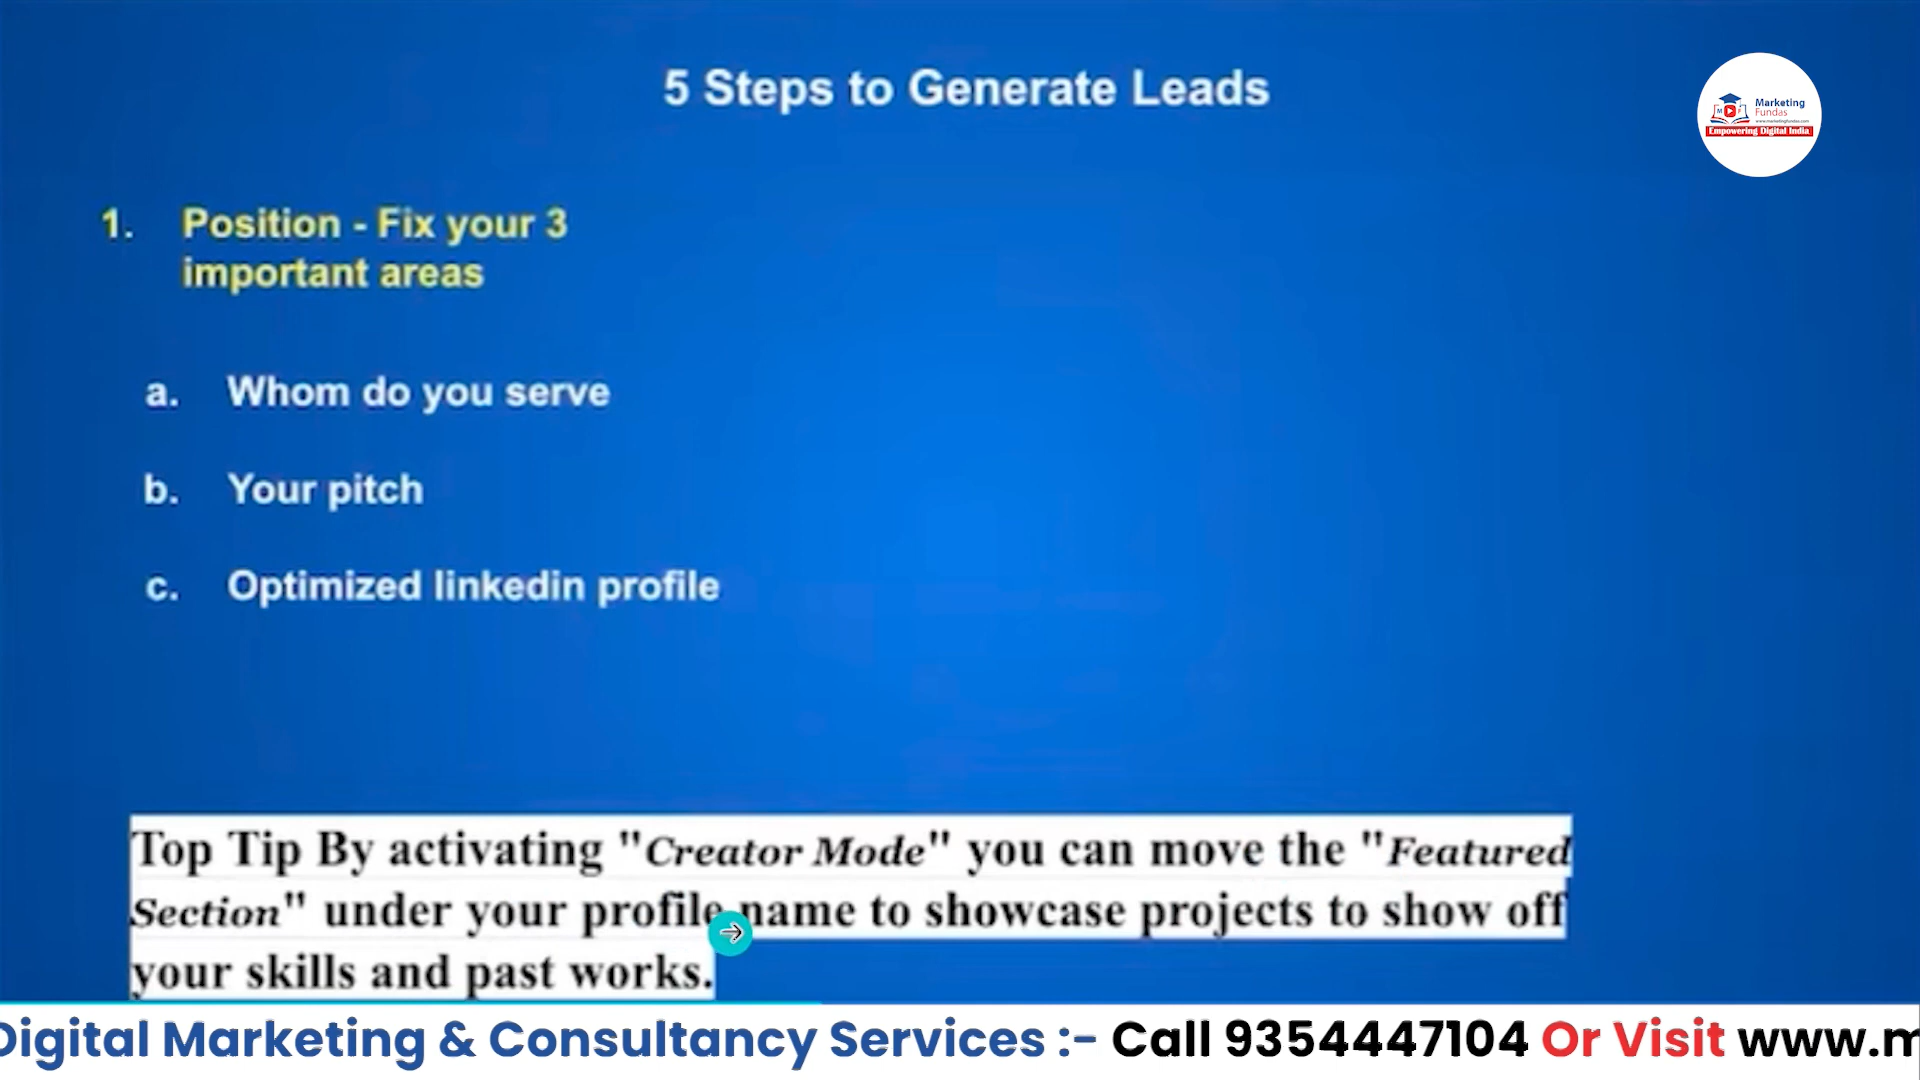 5 Steps to Generate Leads
Marketing
Fundas
www.marketingfundas.com
Empowering Digital India
1. Position - Fix your 3
important areas
a. Whom do you serve
b. Your pitch
c. Optimized linkedin profile
Top Tip By activating "Creator Mode" you can move the "Featured
Section" under your profile name to showcase projects to show off
your skills and past works.
Digital Marketing & Consultancy Services :- Call 9354447104 Or Visit www.m